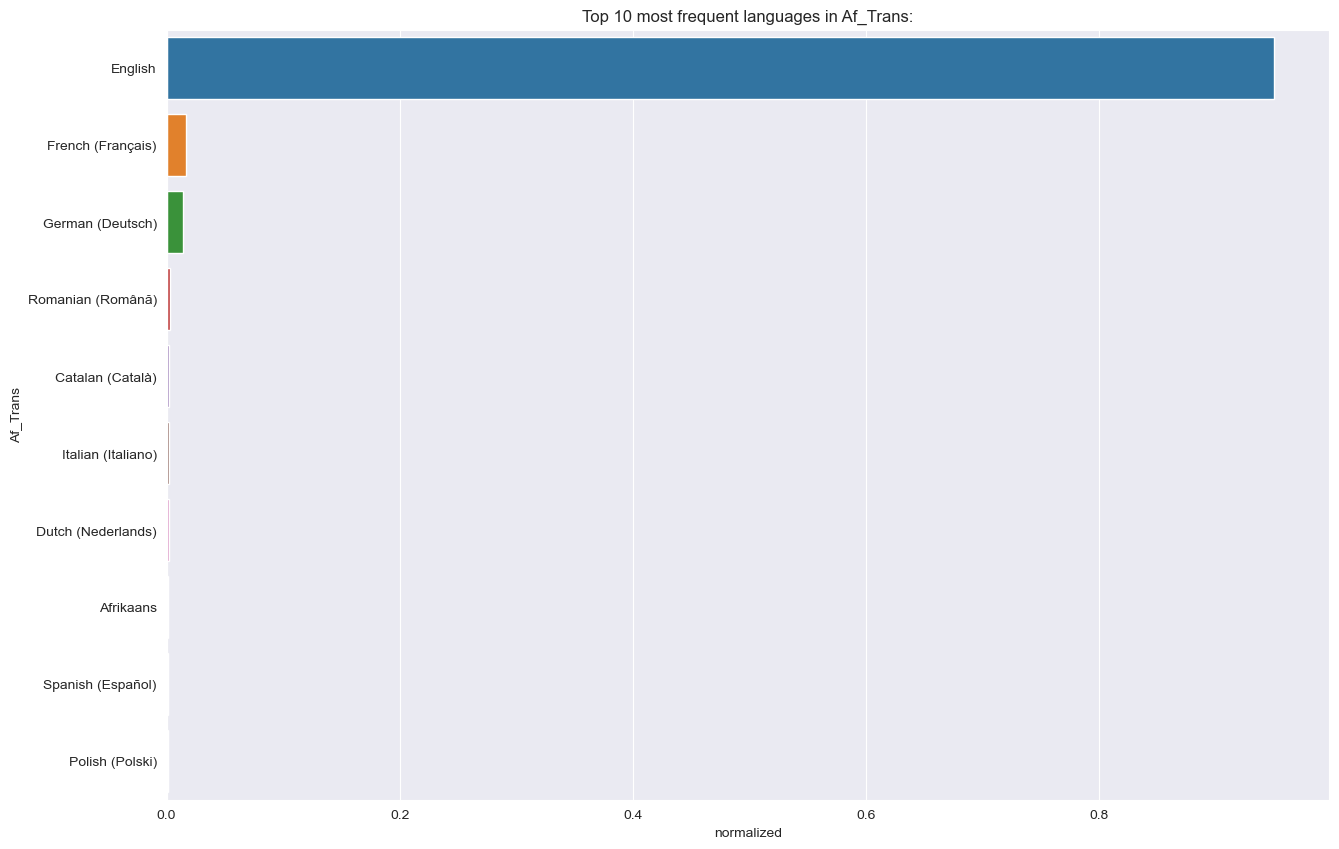 Top 10 most frequent languages in Af_Trans:
English
French (Français)
German (Deutsch)
Romanian (Română)
Catalan (Català)
Italian (Italiano)
Dutch (Nederlands)
Afrikaans
Spanish (Español)
Polish (Polski)
Af_Trans
0.0 0.2 0.4 0.6 0.8
normalized